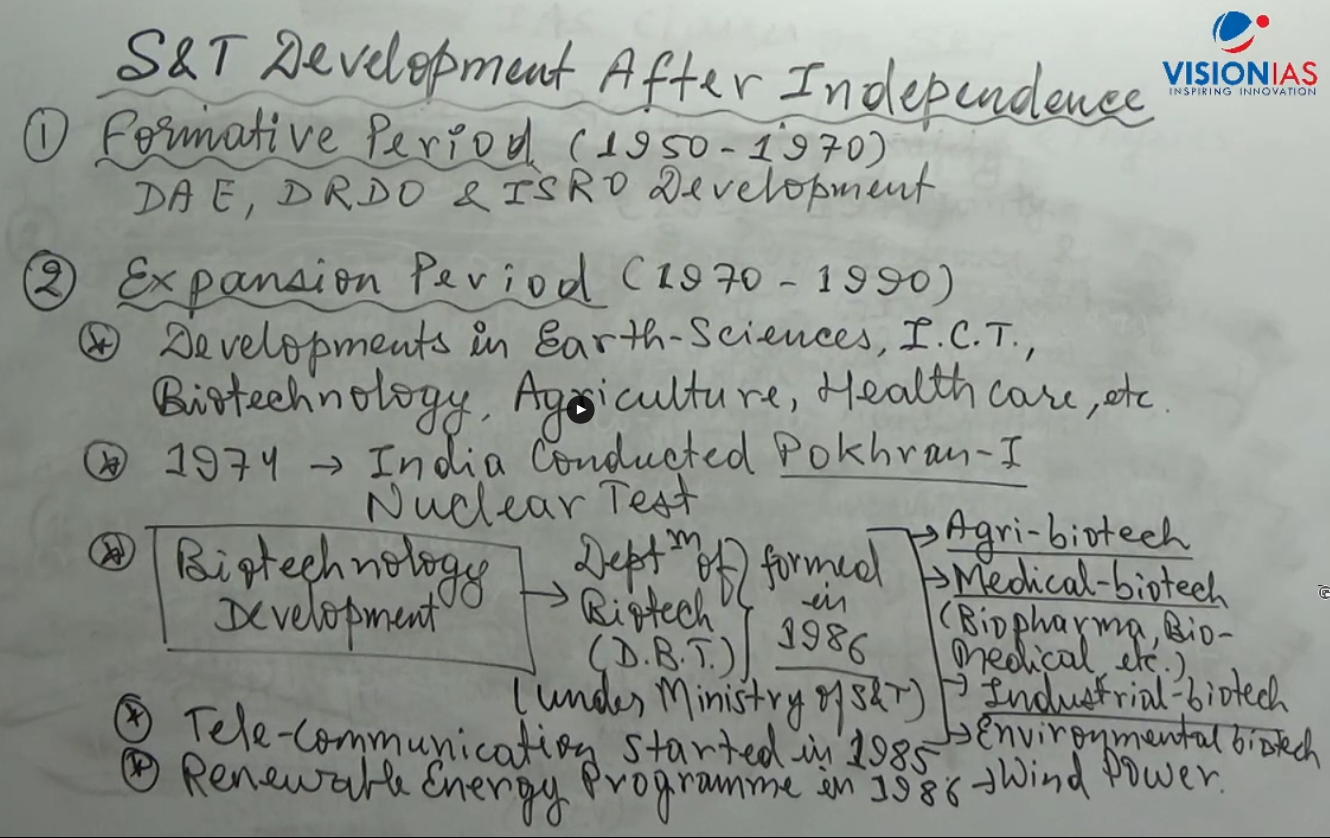 VISIONIAS
INSPIRING INNOVATION
S&T Development After Independence
① Formative Period (1950-1970)
DAE, DRDO & ISRO Development
② Expansion Period (1970-1990)
Developments in Earth-Sciences, I.C.T.,
Biotechnology, Agriculture, Health care, etc.
1974 → India Conducted Pokhran-I
Nuclear Test
Biotechnology Development → Deptm of Biotech (D.B.T.) formed in 1986
(under Ministry of S&T)
→ Agri-biotech
→ Medical-biotech
(Biopharma, Bio-
medical etc.)
→ Industrial-biotech
→ Environmental biotech
Tele-Communication started in 1985
Renewable Energy Programme in 1986 → Wind Power.